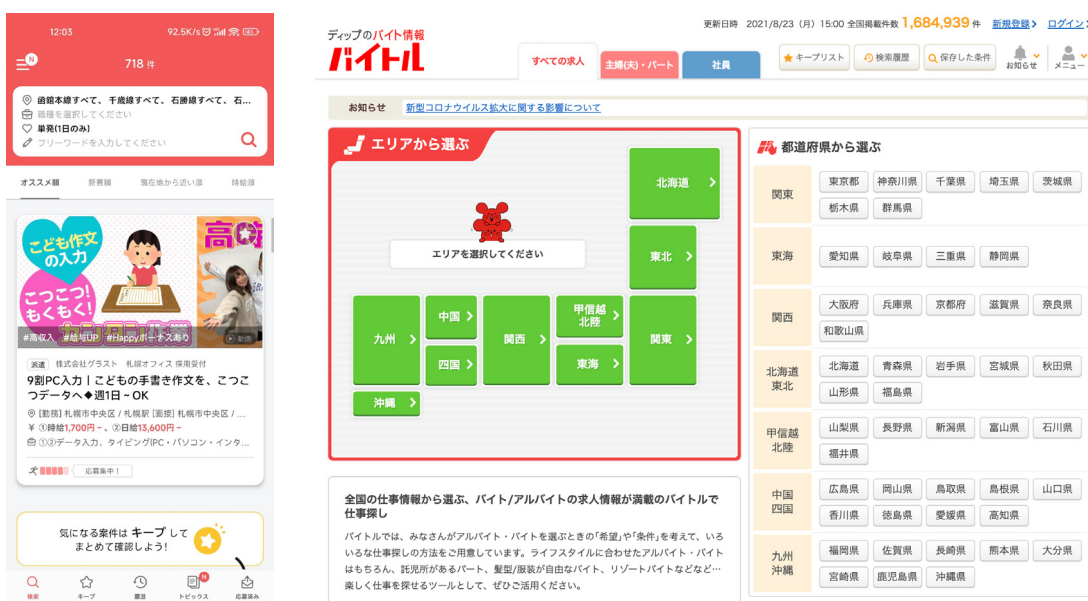 12:03
92.5K/s
718 件
N
函館本線すべて、 千歳線すべて、石勝線すべて、石...
職種を選択してください
単発(1日のみ)
フリーワードを入力してください
オススメ順 新着順 現在地から近い順 時給順
こども作文
の入力
こつこつ!
もくもく!
カンタン作業
高
#高収入 #給与UP #Happyボーナスあり
動画
派遣 株式会社グラスト 札幌オフィス 採用受付
9割PC入力┃こどもの手書き作文を、こつこ
つデータへ◆週1日~OK
[勤務] 札幌市中央区 / 札幌駅 [面接] 札幌市中央区 / ...
¥ ①時給1,700円~、②日給13,600円~
①②データ入力、タイピング(PC・パソコン・インタ...
応募集中!
気になる案件は キープ して
まとめて確認しよう!
検索 キープ 履歴 トピックス 応募済み
N
ディップのバイト情報
バイトル
更新日時 2021/8/23(月)15:00 全国掲載件数 1,684,939 件 新規登録 ログイン
すべての求人 主婦(夫)・パート 社員
キープリスト 検索履歴 保存した条件 お知らせ メニュー
お知らせ 新型コロナウイルス拡大に関する影響について
エリアから選ぶ
エリアを選択してください
北海道
東北
九州 中国 関西 甲信越
北陸 関東
四国 東海
沖縄
全国の仕事情報から選ぶ、バイト/アルバイトの求人情報が満載のバイトルで
仕事探し
バイトルでは、みなさんがアルバイト・バイトを選ぶときの「希望」や「条件」を考えて、いろ
いろな仕事探しの方法をご用意しています。ライフスタイルに合わせたアルバイト・バイト
はもちろん、託児所があるパート、髪型/服装が自由なバイト、リゾートバイトなどなど…
楽しく仕事を探せるツールとして、ぜひご活用ください。
都道府県から選ぶ
関東 東京都 神奈川県 千葉県 埼玉県 茨城県
栃木県 群馬県
東海 愛知県 岐阜県 三重県 静岡県
関西 大阪府 兵庫県 京都府 滋賀県 奈良県
和歌山県
北海道
東北 北海道 青森県 岩手県 宮城県 秋田県
山形県 福島県
甲信越
北陸 山梨県 長野県 新潟県 富山県 石川県
福井県
中国
四国 広島県 岡山県 鳥取県 島根県 山口県
香川県 徳島県 愛媛県 高知県
九州
沖縄 福岡県 佐賀県 長崎県 熊本県 大分県
宮崎県 鹿児島県 沖縄県